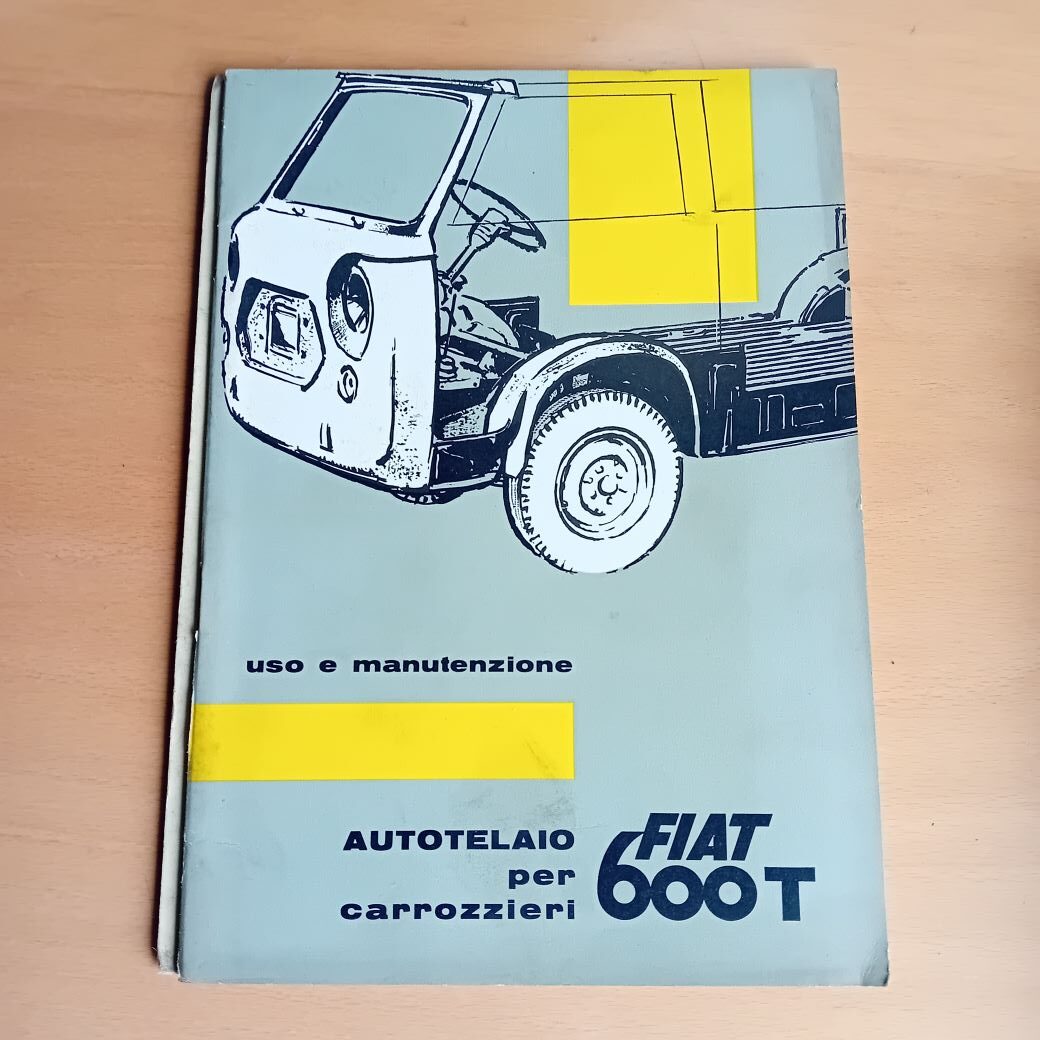 uso e manutenzione
AUTOTELAIO
per
carrozzieri
FIAT
600T